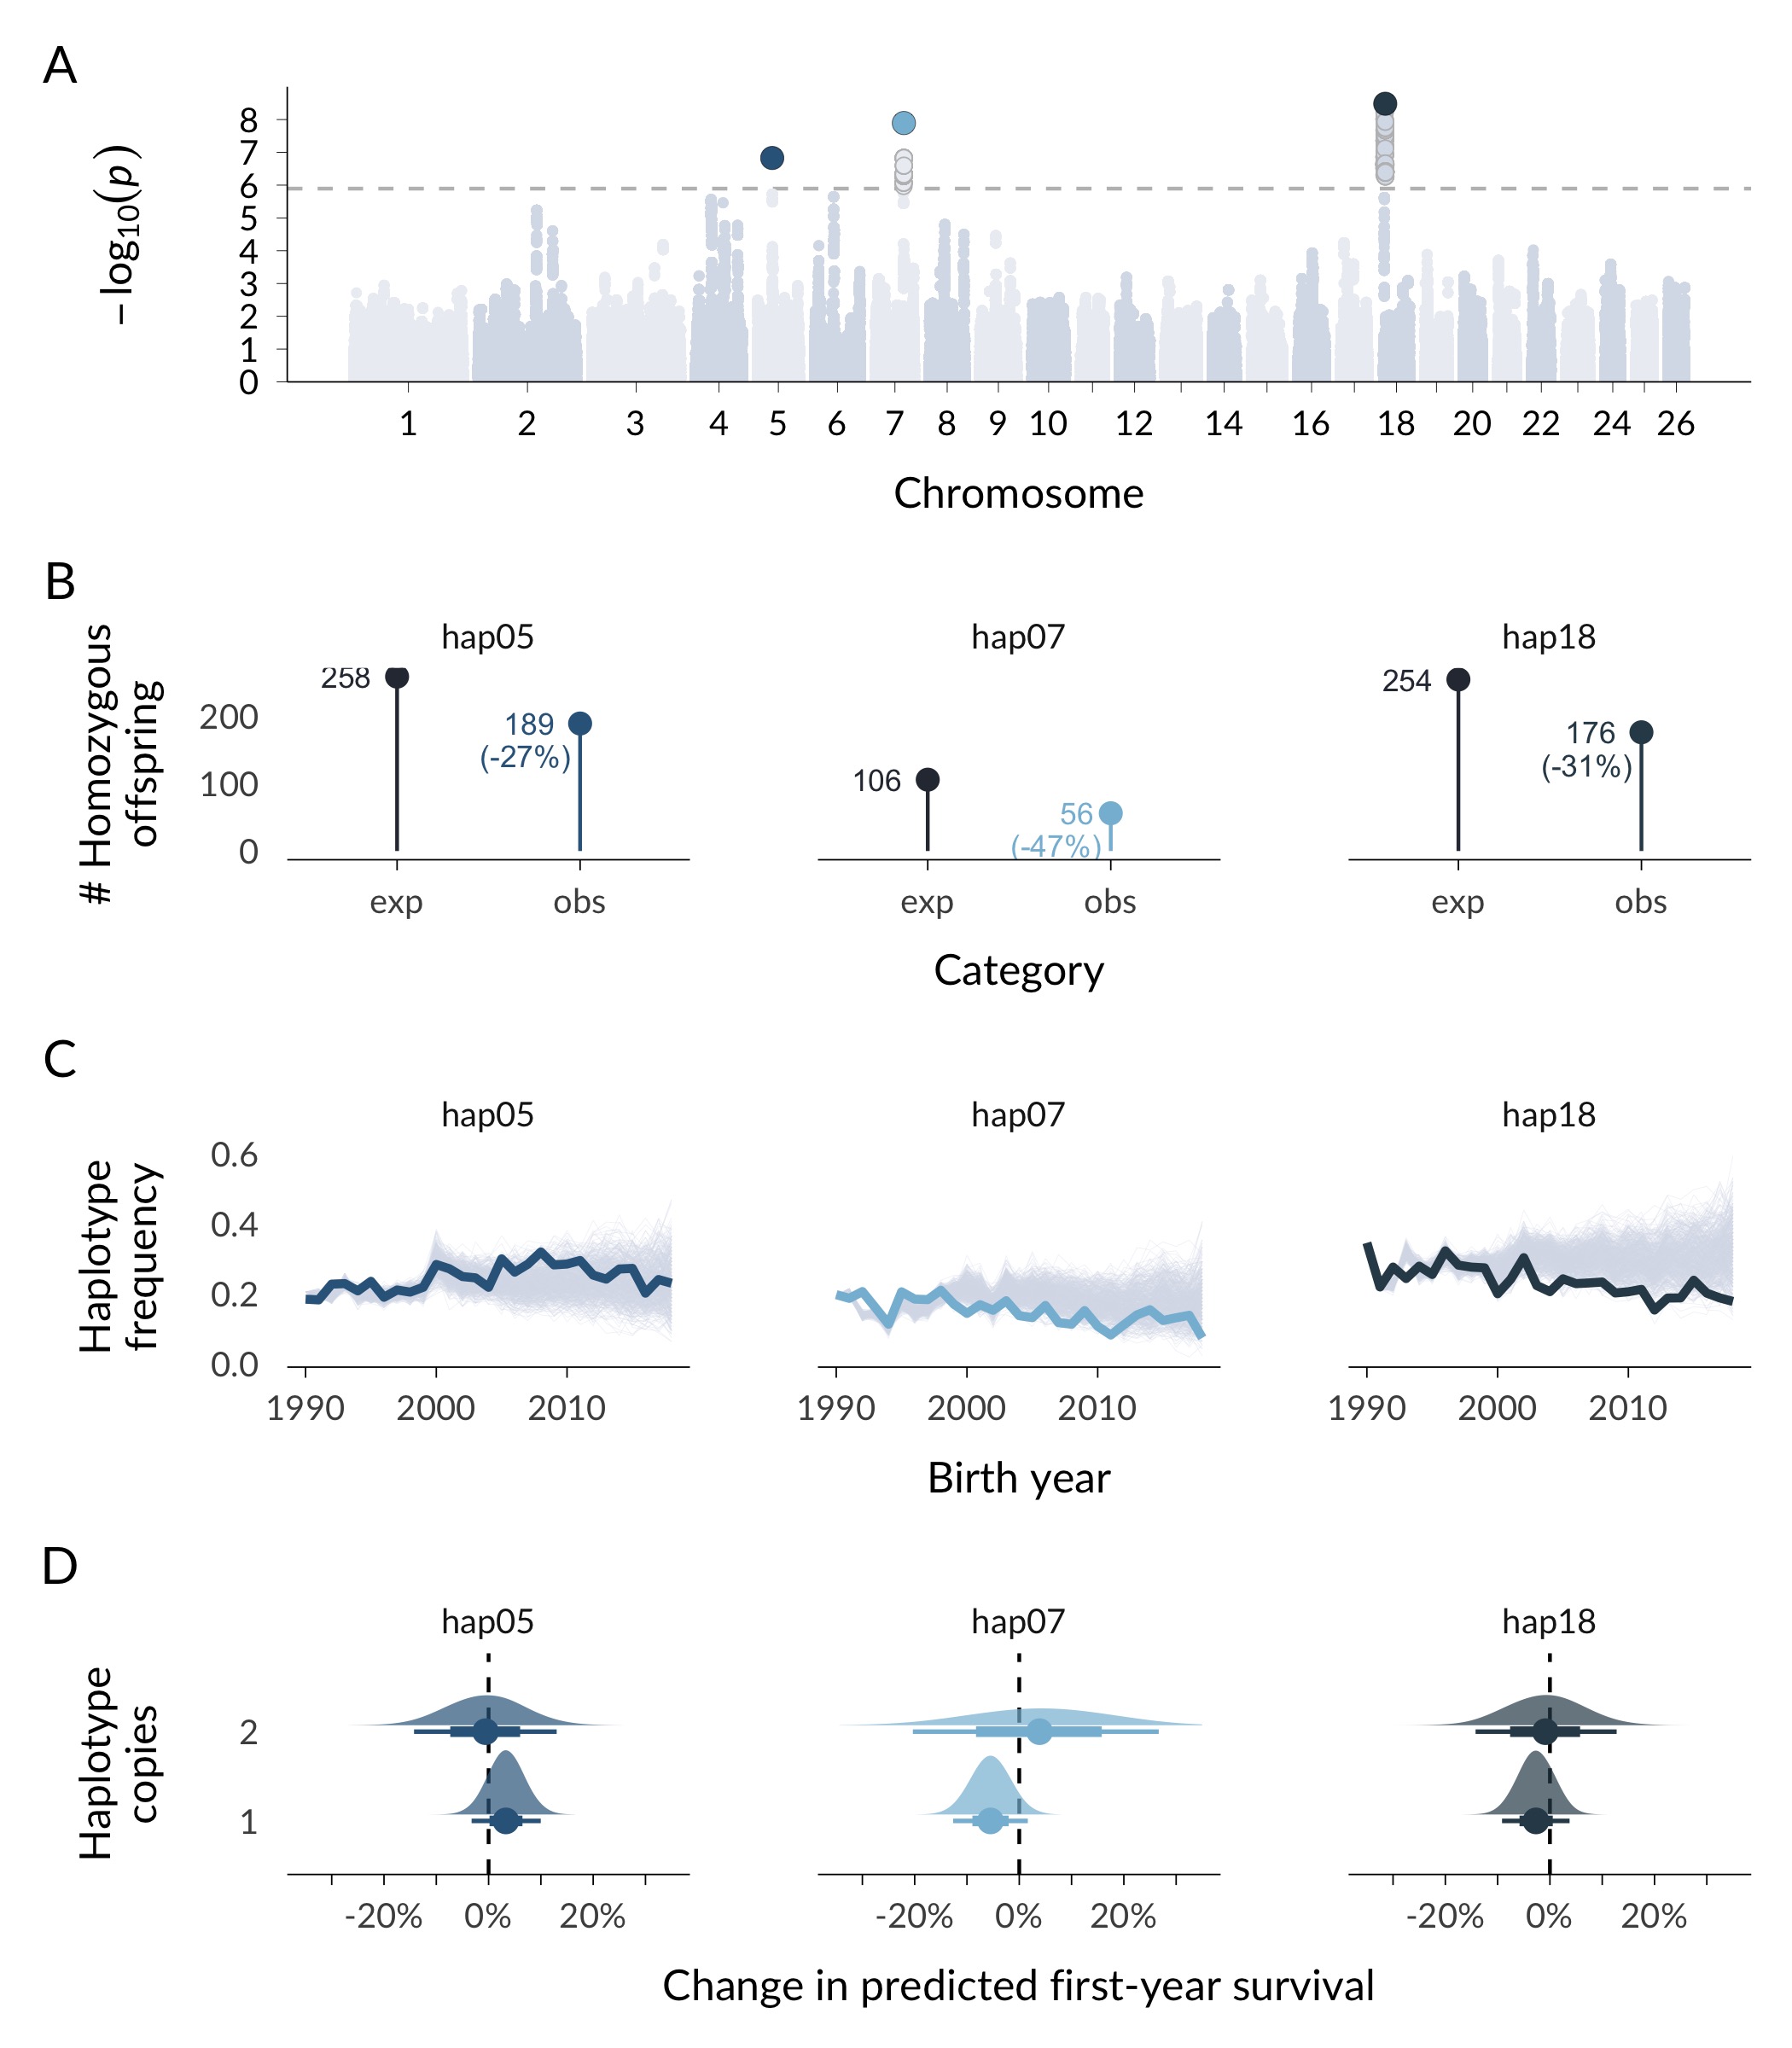 A
− log10(p)
8
7
6
5
4
3
2
1
0
1 2 3 4 5 6 7 8 9 10 12 14 16 18 20 22 24 26
Chromosome
B
# Homozygous
offspring
hap05 hap07 hap18
200
100
0
258
189
(-27%)
106
56
(-47%)
254
176
(-31%)
exp obs exp obs exp obs
Category
C
Haplotype
frequency
hap05 hap07 hap18
0.6
0.4
0.2
0.0
1990 2000 2010 1990 2000 2010 1990 2000 2010
Birth year
D
Haplotype
copies
hap05 hap07 hap18
2
1
-20% 0% 20% -20% 0% 20% -20% 0% 20%
Change in predicted first-year survival